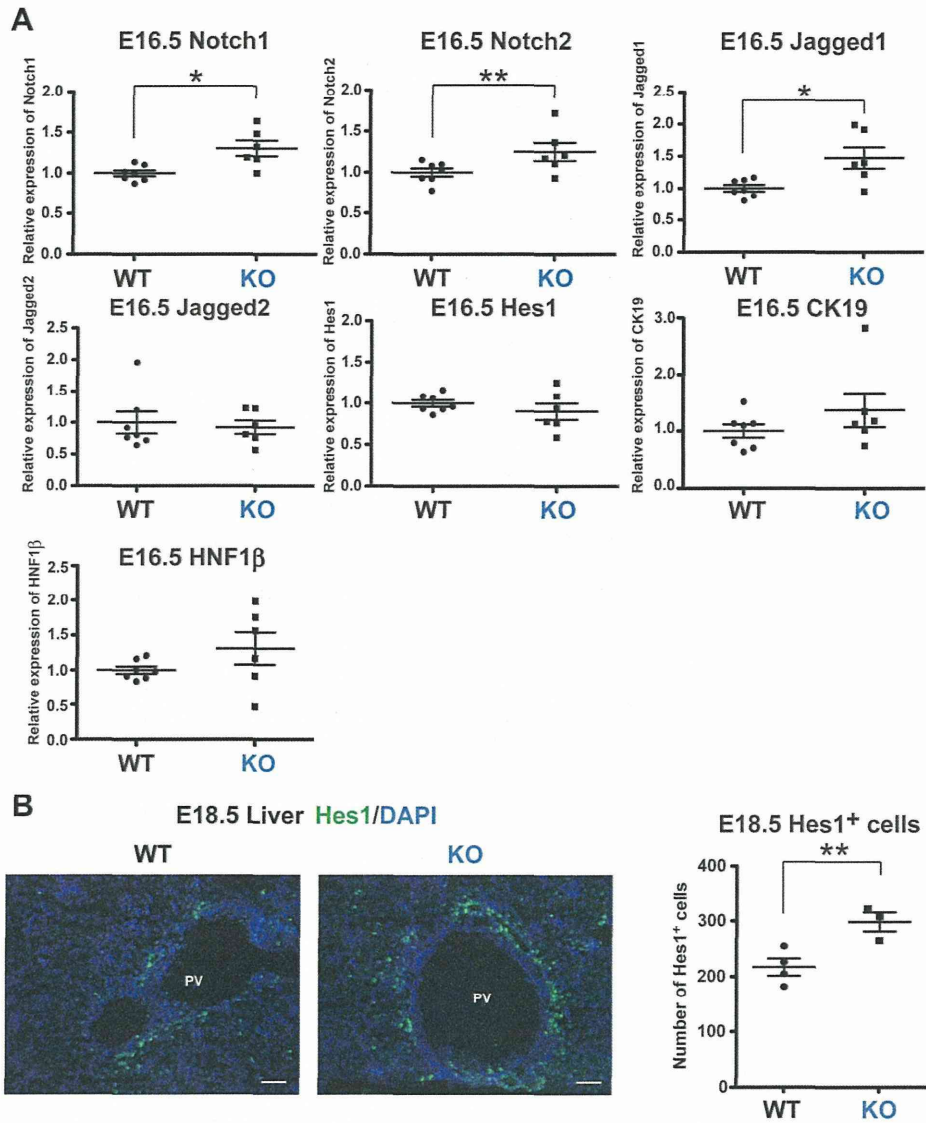 A
E16.5 Notch1
Relative expression of Notch1
2.0
1.5
1.0
0.5
0.0
*
WT KO
E16.5 Notch2
Relative expression of Notch2
2.0
1.5
1.0
0.5
0.0
**
WT KO
E16.5 Jagged1
Relative expression of Jagged1
2.5
2.0
1.5
1.0
0.5
0.0
*
WT KO
E16.5 Jagged2
Relative expression of Jagged2
2.5
2.0
1.5
1.0
0.5
0.0
WT KO
E16.5 Hes1
Relative expression of Hes1
2.0
1.5
1.0
0.5
0.0
WT KO
E16.5 CK19
Relative expression of CK19
3.0
2.0
1.0
0.0
WT KO
E16.5 HNF1β
Relative expression of HNF1β
2.5
2.0
1.5
1.0
0.5
0.0
WT KO
B
E18.5 Liver Hes1/DAPI
WT KO
PV
PV
E18.5 Hes1+ cells
Number of Hes1+ cells
400
300
200
100
0
**
WT KO